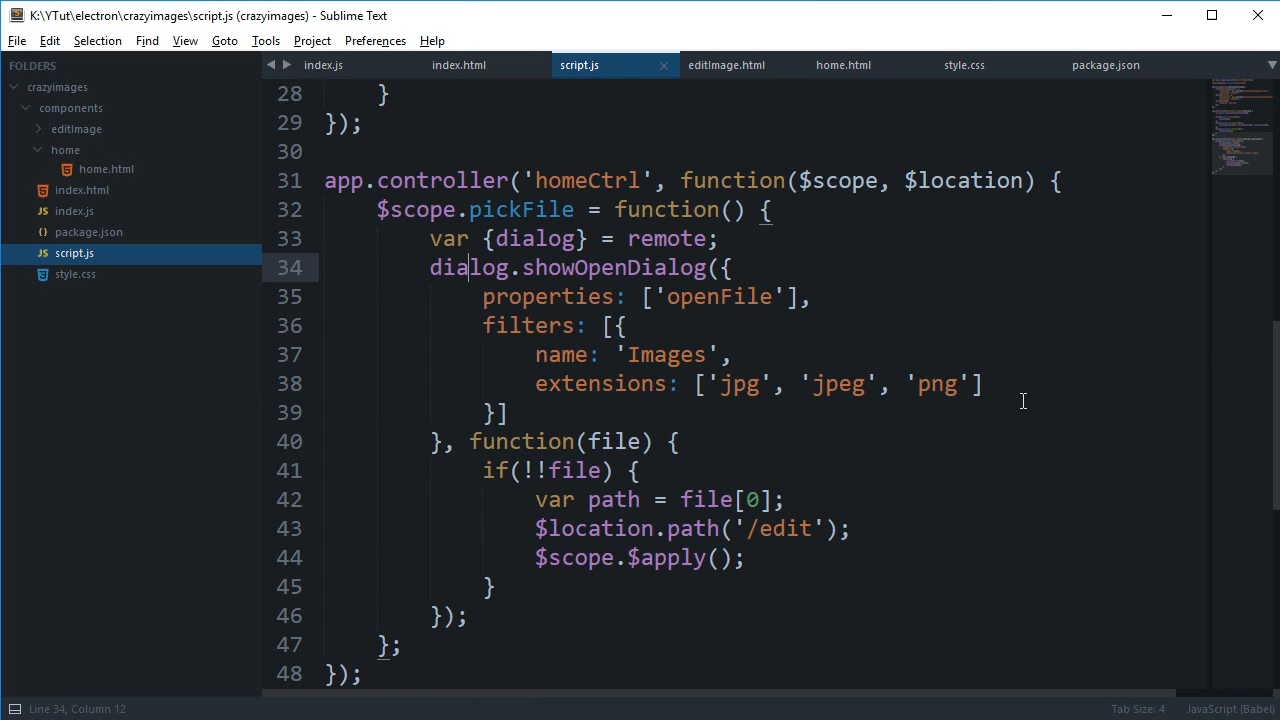 K:\YTut\electron\crazyimages\script.js (crazyimages) - Sublime Text
File Edit Selection Find View Goto Tools Project Preferences Help
FOLDERS
crazyimages
components
editImage
home
home.html
index.html
index.js
package.json
script.js
style.css
index.js index.html script.js × editImage.html home.html style.css package.json
28 }
29 });
30
31 app.controller('homeCtrl', function($scope, $location) {
32 $scope.pickFile = function() {
33 var {dialog} = remote;
34 dialog.showOpenDialog({
35 properties: ['openFile'],
36 filters: [{
37 name: 'Images',
38 extensions: ['jpg', 'jpeg', 'png']
39 }]
40 }, function(file) {
41 if(!!file) {
42 var path = file[0];
43 $location.path('/edit');
44 $scope.$apply();
45 }
46 });
47 };
48 });
Line 34, Column 12
Tab Size: 4 JavaScript (Babel)